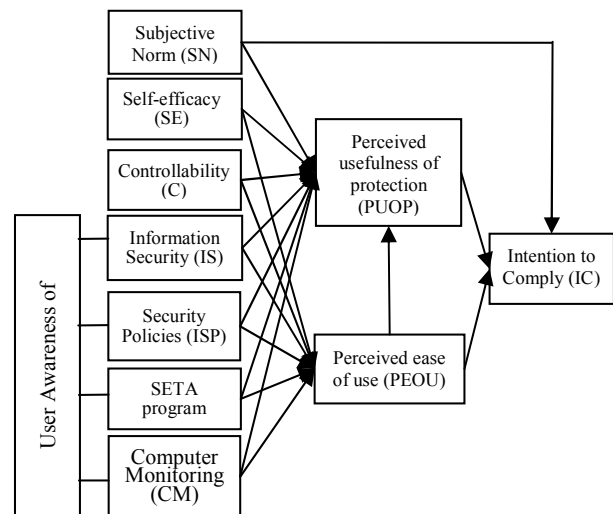 Subjective
Norm (SN)
Self-efficacy
(SE)
Controllability
(C)
Information
Security (IS)
Security
Policies (ISP)
SETA
program
Computer
Monitoring
(CM)
User Awareness of
Perceived
usefulness of
protection
(PUOP)
Perceived ease
of use (PEOU)
Intention to
Comply (IC)